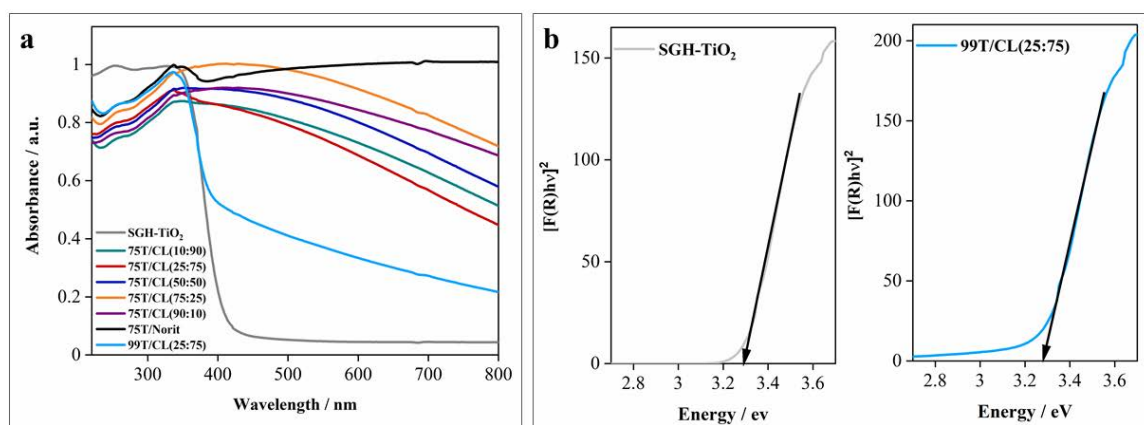 a
1
0.8
0.6
0.4
0.2
0
Absorbance / a.u.
SGH-TiO₂
75T/CL(10:90)
75T/CL(25:75)
75T/CL(50:50)
75T/CL(75:25)
75T/CL(90:10)
75T/Norit
99T/CL(25:75)
300 400 500 600 700 800
Wavelength / nm
b
SGH-TiO₂
150
100
50
0
[F(R)hν]²
2.8 3 3.2 3.4 3.6
Energy / ev
99T/CL(25:75)
200
150
100
50
0
[F(R)hν]²
2.8 3 3.2 3.4 3.6
Energy / eV